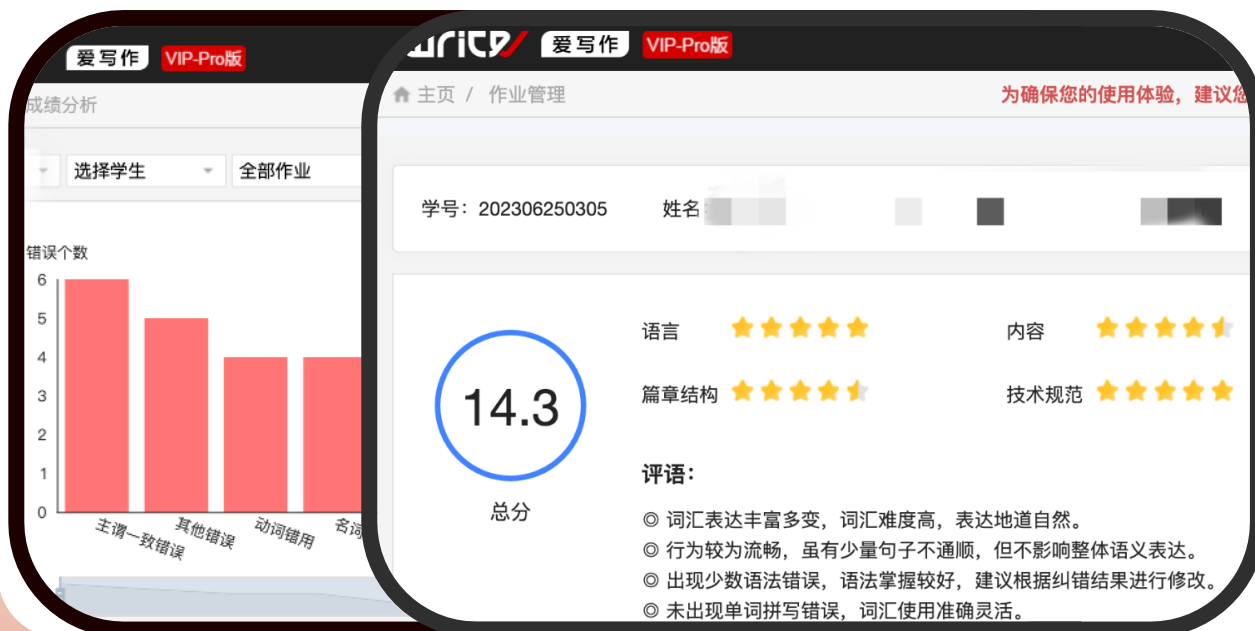 爱写作 VIP-Pro版
成绩分析
选择学生 全部作业
错误个数
6
5
4
3
2
1
0
主谓一致错误 其他错误 动词错用
爱写作 VIP-Pro版
主页 / 作业管理 为确保您的使用体验，建议您
学号：202306250305 姓名
14.3
总分
语言 内容
篇章结构 技术规范
评语：
◎ 词汇表达丰富多变，词汇难度高，表达地道自然。
◎ 行为较为流畅，虽有少量句子不通顺，但不影响整体语义表达。
◎ 出现少数语法错误，语法掌握较好，建议根据纠错结果进行修改。
◎ 未出现单词拼写错误，词汇使用准确灵活。